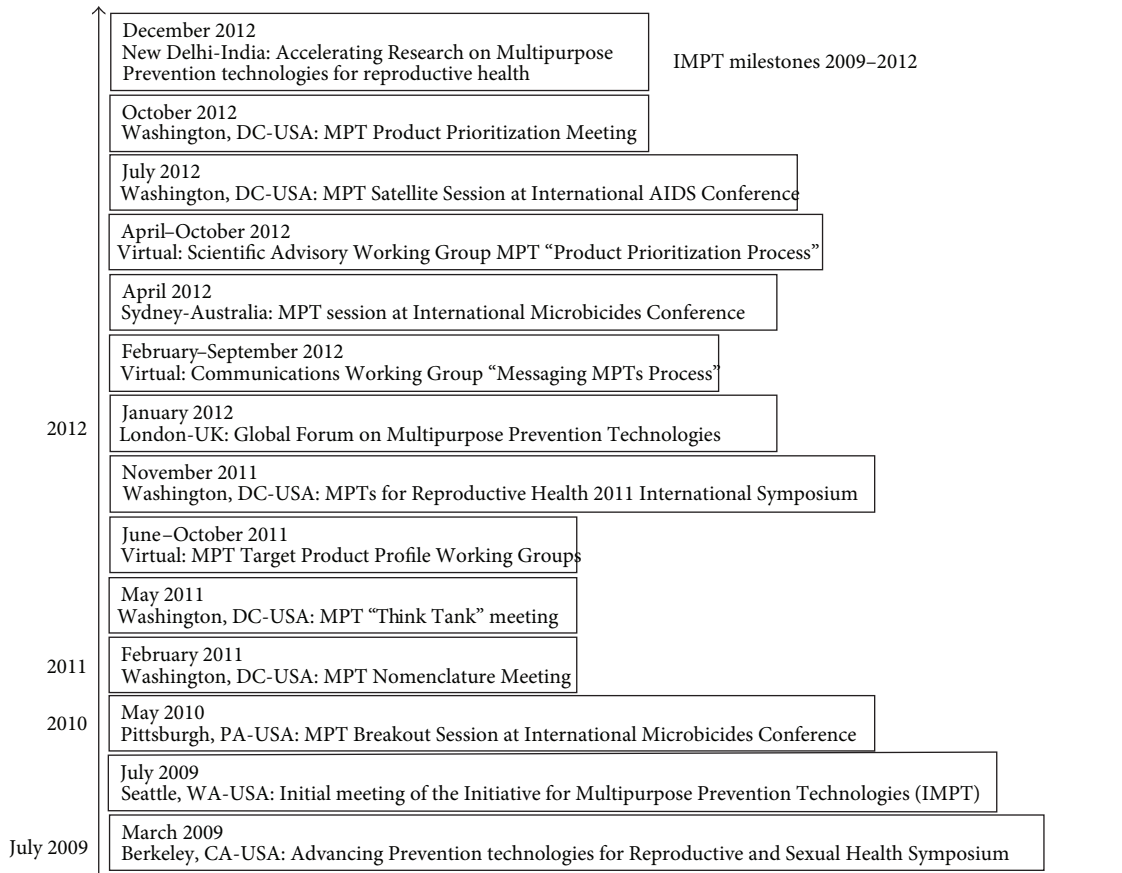 December 2012
New Delhi-India: Accelerating Research on Multipurpose
Prevention technologies for reproductive health
IMPT milestones 2009–2012
October 2012
Washington, DC-USA: MPT Product Prioritization Meeting
July 2012
Washington, DC-USA: MPT Satellite Session at International AIDS Conference
April–October 2012
Virtual: Scientific Advisory Working Group MPT “Product Prioritization Process”
April 2012
Sydney-Australia: MPT session at International Microbicides Conference
February–September 2012
Virtual: Communications Working Group “Messaging MPTs Process”
2012
January 2012
London-UK: Global Forum on Multipurpose Prevention Technologies
November 2011
Washington, DC-USA: MPTs for Reproductive Health 2011 International Symposium
June–October 2011
Virtual: MPT Target Product Profile Working Groups
May 2011
Washington, DC-USA: MPT “Think Tank” meeting
2011
February 2011
Washington, DC-USA: MPT Nomenclature Meeting
2010
May 2010
Pittsburgh, PA-USA: MPT Breakout Session at International Microbicides Conference
July 2009
Seattle, WA-USA: Initial meeting of the Initiative for Multipurpose Prevention Technologies (IMPT)
July 2009
March 2009
Berkeley, CA-USA: Advancing Prevention technologies for Reproductive and Sexual Health Symposium